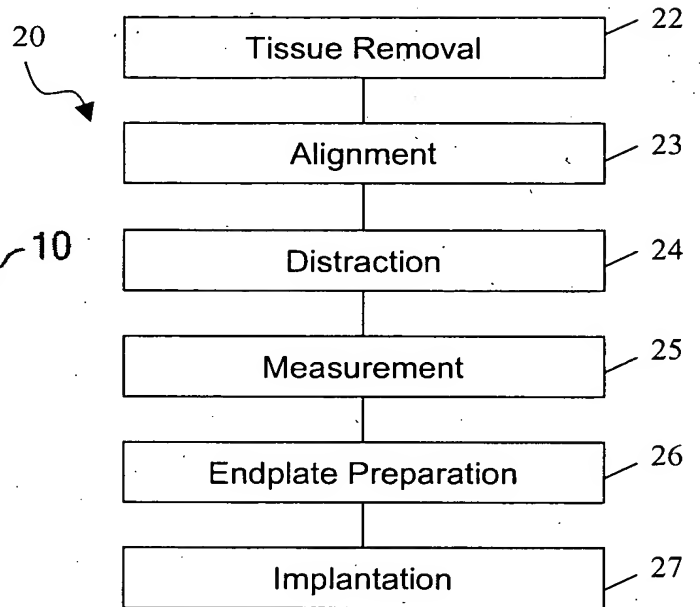 20
22
Tissue Removal
Alignment
23
10
Distraction
24
Measurement
25
Endplate Preparation
26
Implantation
27